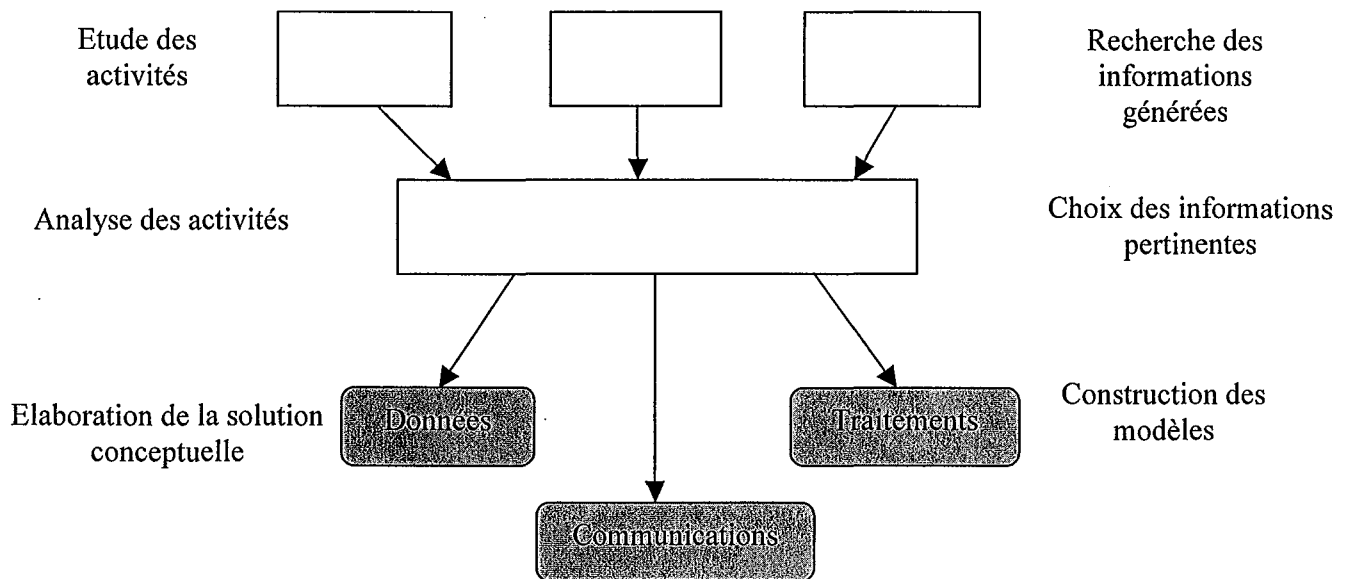 Etude des
activités
Recherche des
informations
générées
Analyse des activités
Choix des informations
pertinentes
Elaboration de la solution
conceptuelle
Données
Traitements
Construction des
modèles
Communications